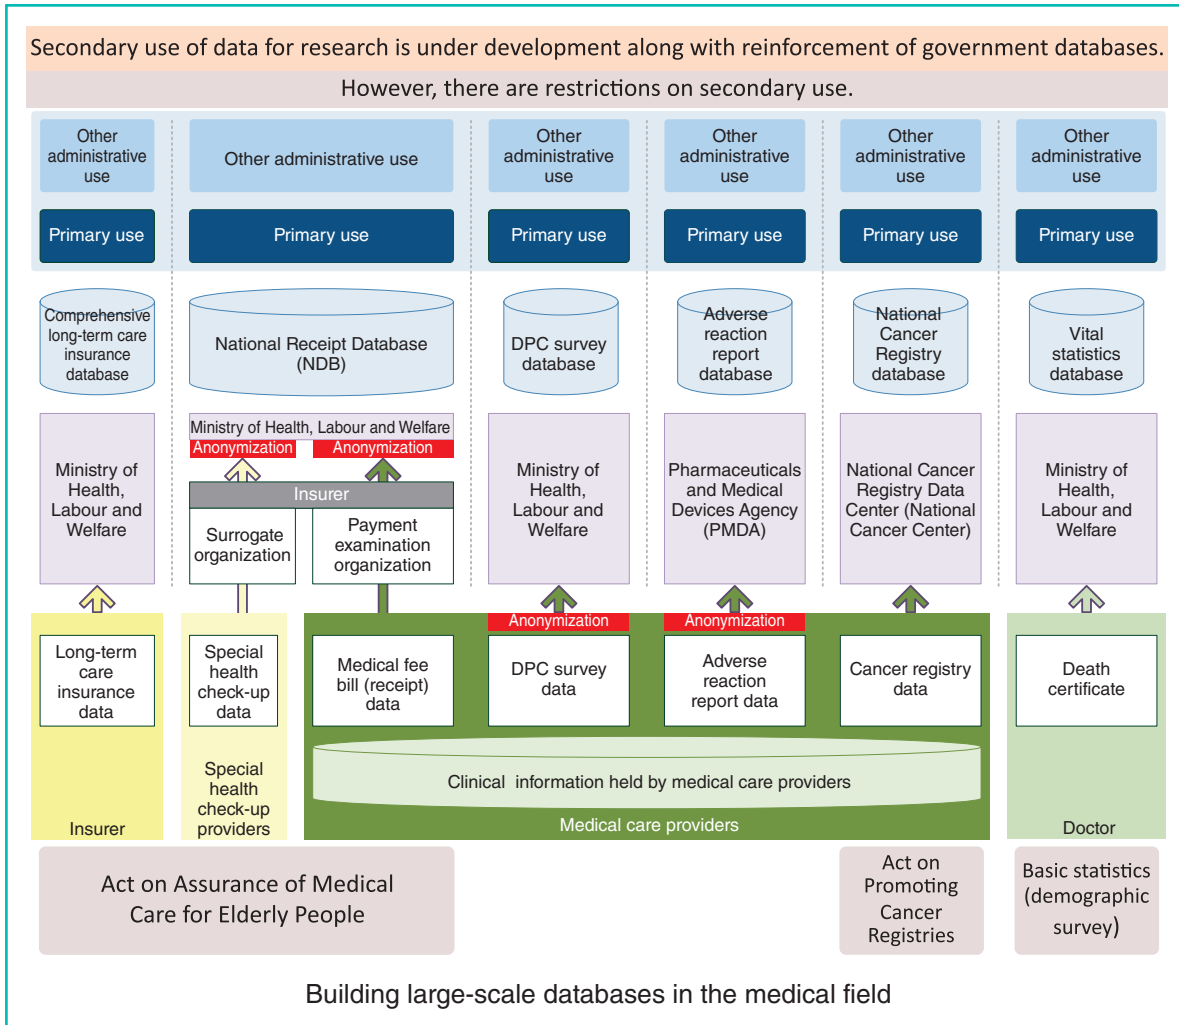 Secondary use of data for research is under development along with reinforcement of government databases.
However, there are restrictions on secondary use.
Other
administrative
use
Other administrative use
Other
administrative
use
Other
administrative
use
Other
administrative
use
Other
administrative
use
Primary use
Primary use
Primary use
Primary use
Primary use
Primary use
Comprehensive
long-term care
insurance
database
National Receipt Database
(NDB)
DPC survey
database
Adverse
reaction
report
database
National
Cancer
Registry
database
Vital
statistics
database
Ministry of
Health,
Labour and
Welfare
Ministry of Health, Labour and Welfare
Anonymization
Anonymization
Insurer
Surrogate
organization
Payment
examination
organization
Ministry of
Health,
Labour and
Welfare
Pharmaceuticals
and Medical
Devices Agency
(PMDA)
National Cancer
Registry Data
Center (National
Cancer Center)
Ministry of
Health,
Labour and
Welfare
Anonymization
Anonymization
Long-term
care
insurance
data
Special
health
check-up
data
Medical fee
bill (receipt)
data
DPC survey
data
Adverse
reaction
report data
Cancer registry
data
Death
certificate
Clinical information held by medical care providers
Insurer
Special
health
check-up
providers
Medical care providers
Doctor
Act on Assurance of Medical
Care for Elderly People
Act on
Promoting
Cancer
Registries
Basic statistics
(demographic
survey)
Building large-scale databases in the medical field